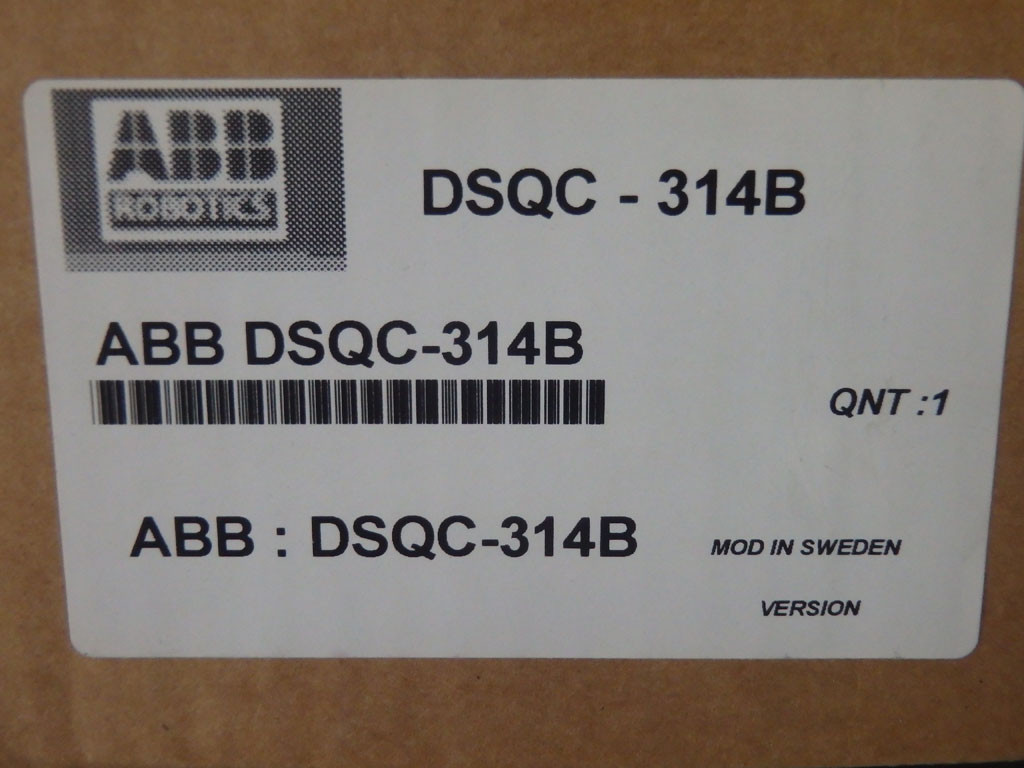 ABB
ROBOTICS
DSQC - 314B
ABB DSQC-314B
QNT :1
ABB : DSQC-314B
MOD IN SWEDEN
VERSION